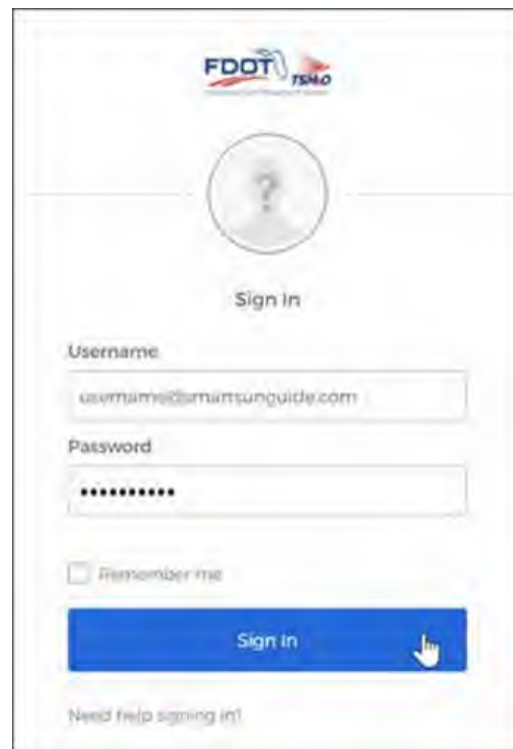 FDOT
TSM&O
?
Sign In
Username
username@smartsunguide.com
Password
••••••••••
Remember me
Sign In
Need help signing in?